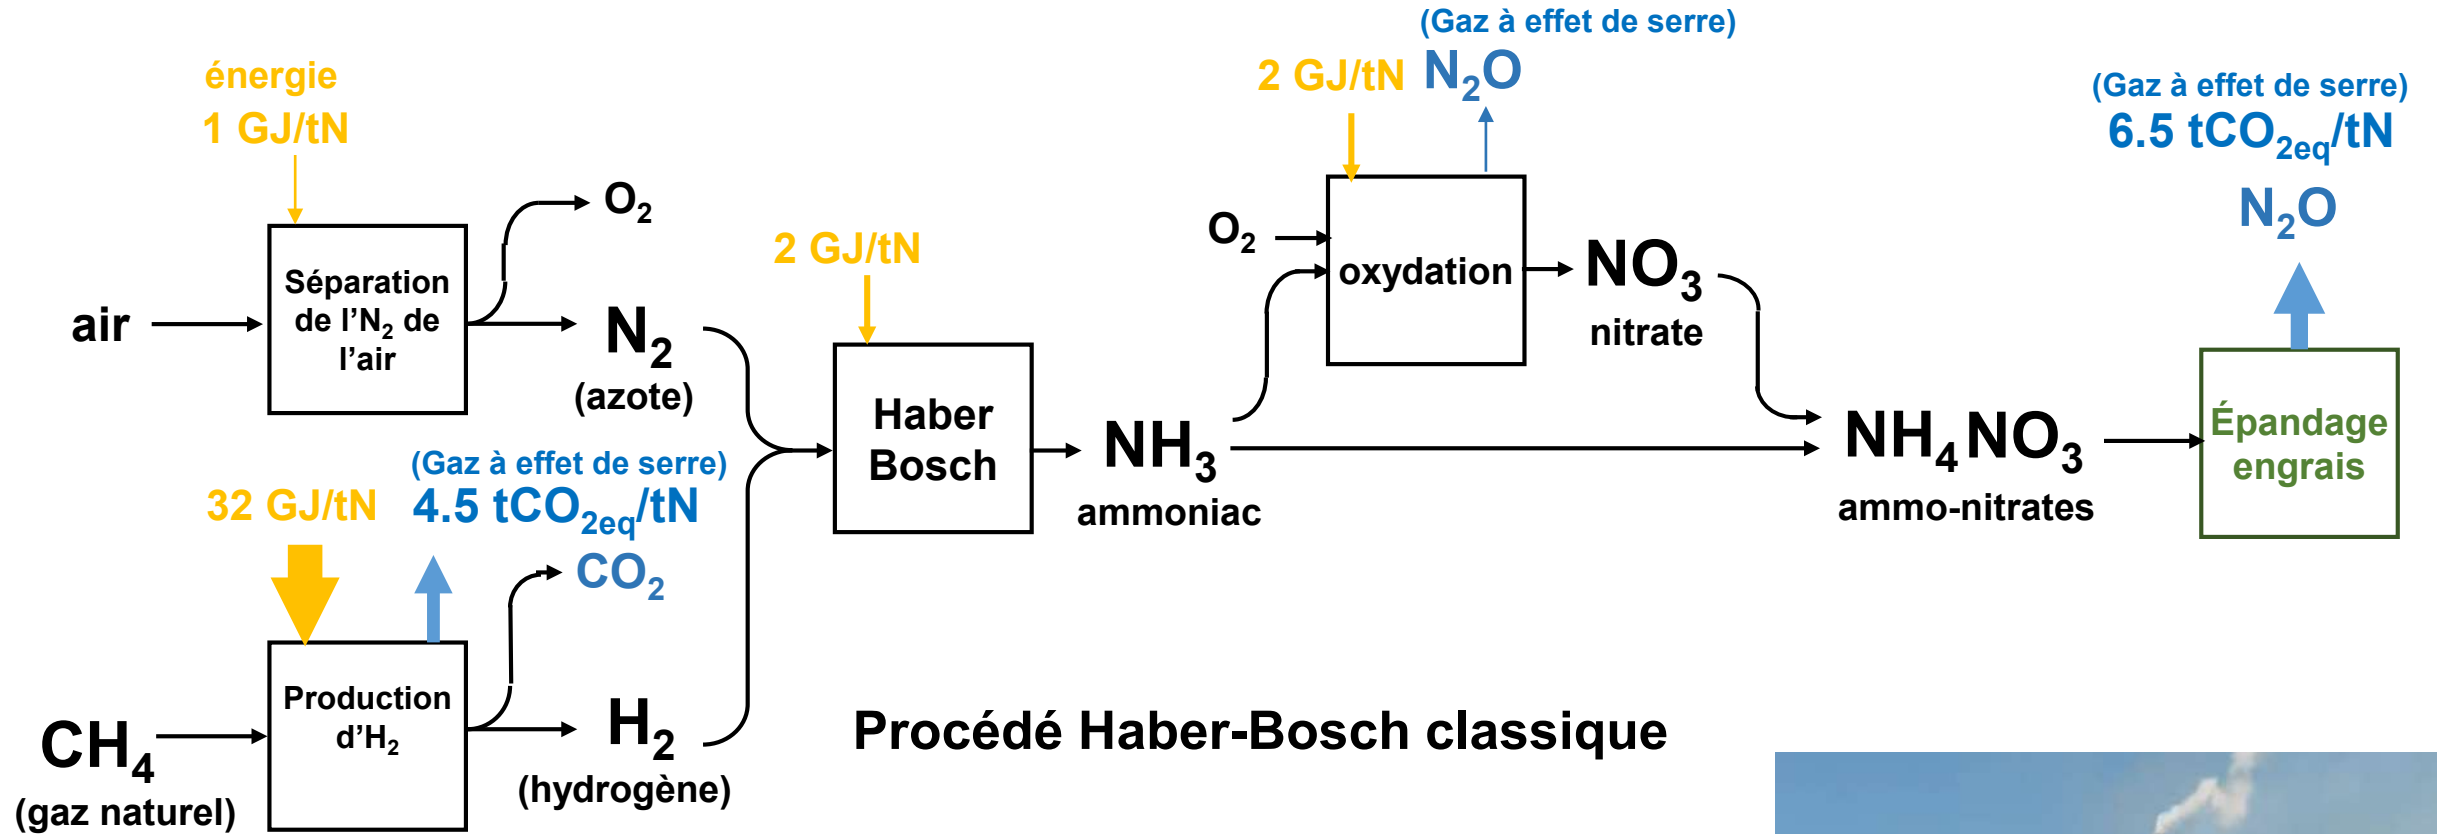 (Gaz à effet de serre)
énergie
1 GJ/tN
2 GJ/tN
N₂O
(Gaz à effet de serre)
6.5 tCO₂eq/tN
N₂O
O₂
air
Séparation
de l'N₂ de
l'air
N₂
(azote)
2 GJ/tN
O₂
oxydation
NO₃
nitrate
Haber
Bosch
NH₃
ammoniac
NH₄NO₃
ammo-nitrates
Épandage
engrais
(Gaz à effet de serre)
32 GJ/tN
4.5 tCO₂eq/tN
CO₂
CH₄
(gaz naturel)
Production
d'H₂
H₂
(hydrogène)
Procédé Haber-Bosch classique